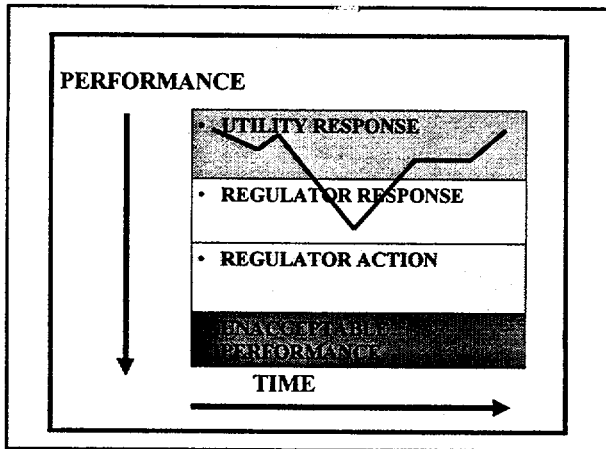 PERFORMANCE
• UTILITY RESPONSE
• REGULATOR RESPONSE
• REGULATOR ACTION
UNACCEPTABLE
PERFORMANCE
TIME